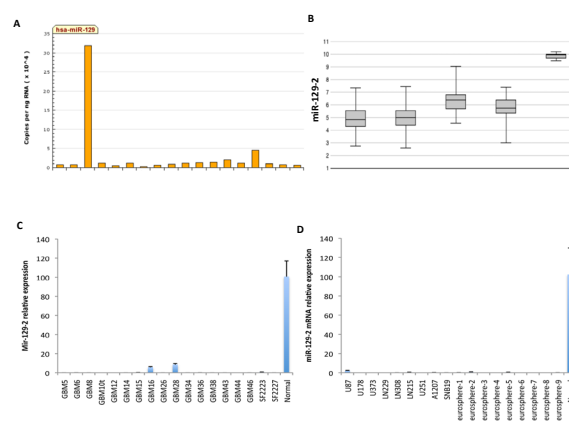 A
hsa-miR-129
Copies per ng RNA ( x 10^4 )
35
30
25
20
15
10
5
0
B
miR-129-2
11
10
9
8
7
6
5
4
3
2
1
C
Mir-129-2 relative expression
140
120
100
80
60
40
20
0
GBM5
GBM6
GBM8
GBM10t
GBM12
GBM14
GBM15
GBM16
GBM26
GBM28
GBM34
GBM36
GBM38
GBM43
GBM44
GBM46
SF2223
SF2227
Normal
D
miR-129-2 mRNA relative expression
140
120
100
80
60
40
20
0
U87
U178
U373
LN229
LN308
LN215
U251
A1207
SNB19
eurosphere-1
eurosphere-2
eurosphere-3
eurosphere-4
eurosphere-5
eurosphere-6
eurosphere-7
eurosphere-8
eurosphere-9